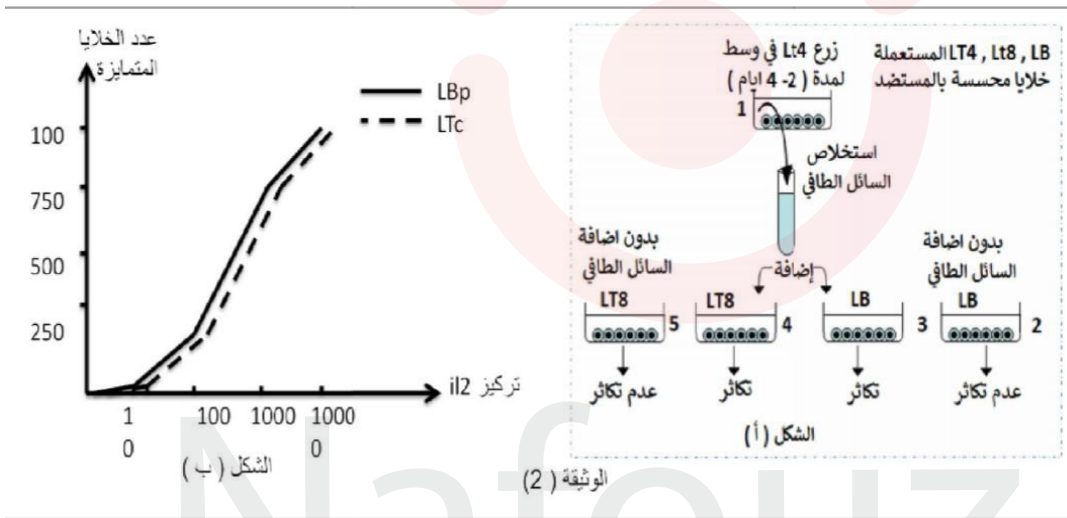 LT4 , Lt8 , LB المستعملة
خلايا محسسة بالمستضد
زرع Lt4 في وسط
لمدة ( 2- 4 ايام )
1
استخلاص
السائل الطافي
إضافة
بدون اضافة
السائل الطافي
LB
2
عدم تكاثر
LB
3
تكاثر
LT8
4
تكاثر
بدون اضافة
السائل الطافي
LT8
5
عدم تكاثر
الشكل ( أ )
عدد الخلايا
المتمايزة
LBp
LTc
100
750
500
250
1
0
100
1000
1000
0
تركيز il2
الشكل ( ب )
الوثيقة ( 2)
Nafouz